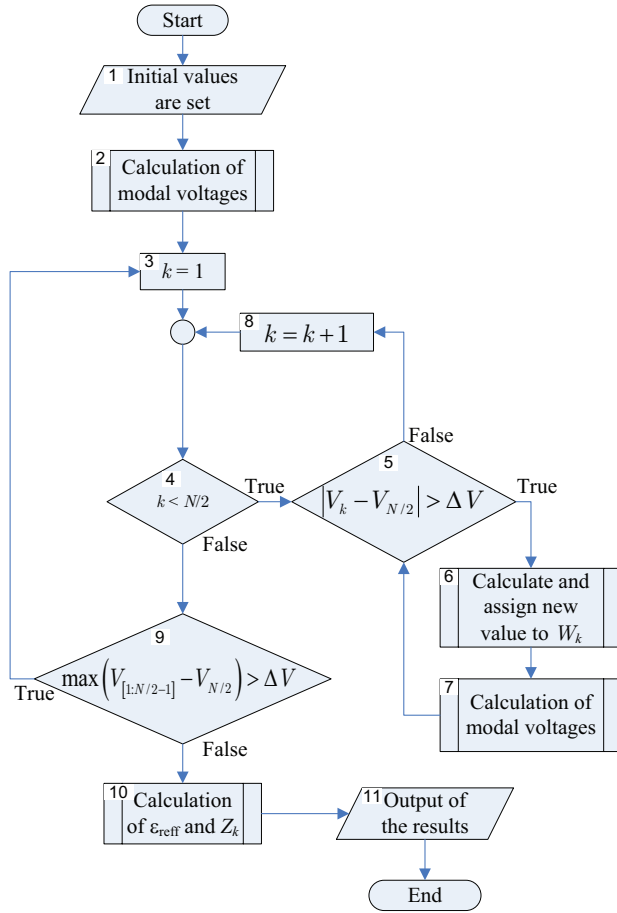 Start
1 Initial values
are set
2 Calculation of
modal voltages
3
k = 1
8
k = k + 1
False
4
k < N/2
True
5
|V_k − V_{N/2}| > ΔV
True
False
6 Calculate and
assign new
value to W_k
9
max(V_{[1:N/2−1]} − V_{N/2}) > ΔV
True
7 Calculation of
modal voltages
False
10 Calculation
of ε_reff and Z_k
11 Output of
the results
End